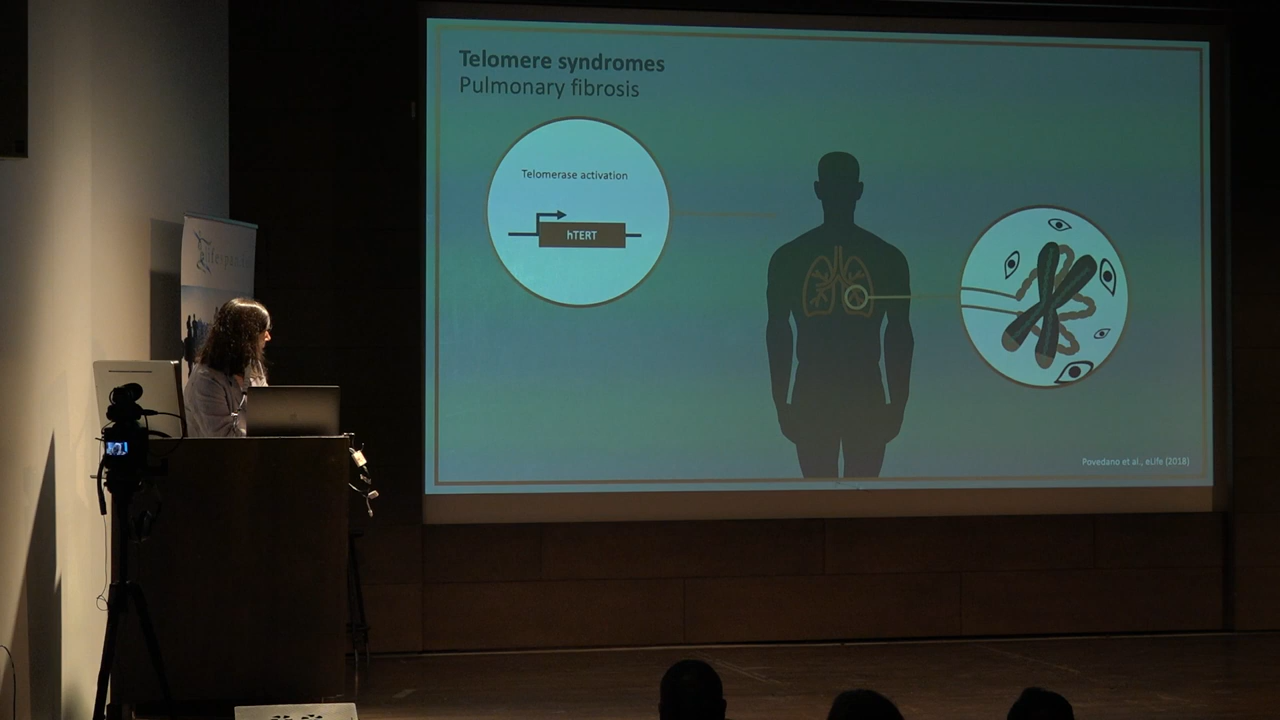 Telomere syndromes
Pulmonary fibrosis
Telomerase activation
hTERT
Povedano et al., eLife (2018)